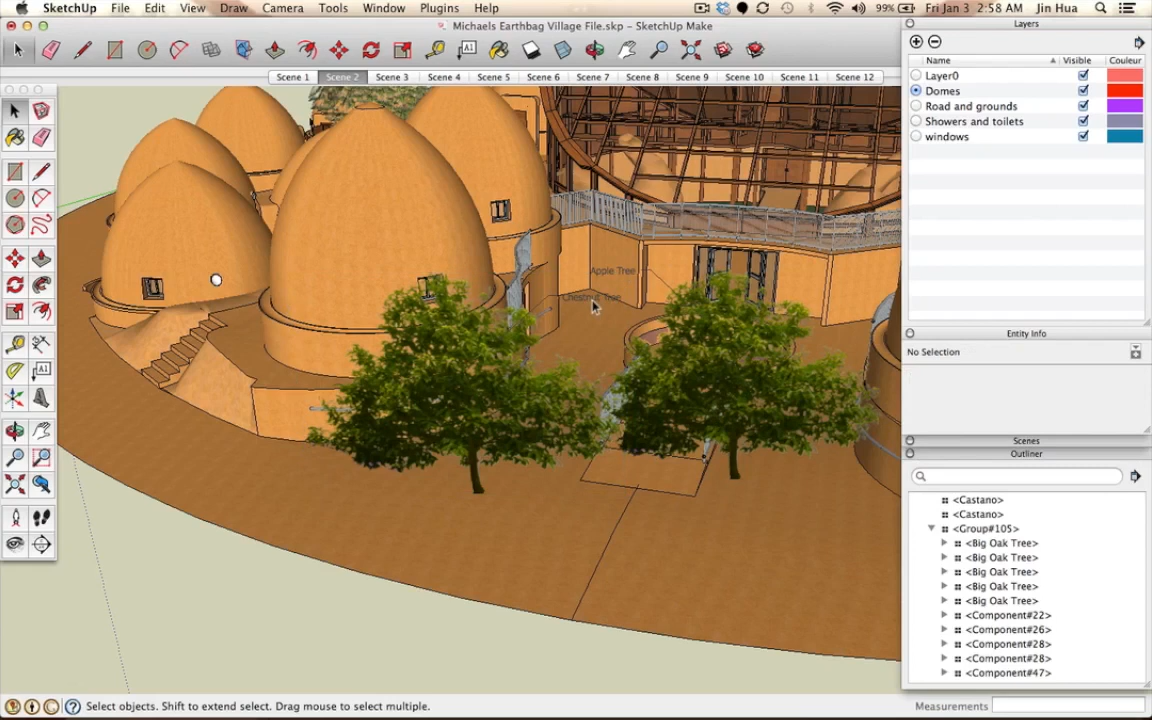 SketchUp File Edit View Draw Camera Tools Window Plugins Help 99% Fri Jan 3 2:58 AM Jin Hua
Michaels Earthbag Village File.skp - SketchUp Make
Scene 1 Scene 2 Scene 3 Scene 4 Scene 5 Scene 6 Scene 7 Scene 8 Scene 9 Scene 10 Scene 11 Scene 12
Layers
Name Visible Couleur
Layer0
Domes
Road and grounds
Showers and toilets
windows
Apple Tree
Chestnut Tree
Entity Info
No Selection
Scenes
Outliner
<Castano>
<Castano>
<Group#105>
<Big Oak Tree>
<Big Oak Tree>
<Big Oak Tree>
<Big Oak Tree>
<Big Oak Tree>
<Component#22>
<Component#26>
<Component#28>
<Component#28>
<Component#47>
Select objects. Shift to extend select. Drag mouse to select multiple.
Measurements